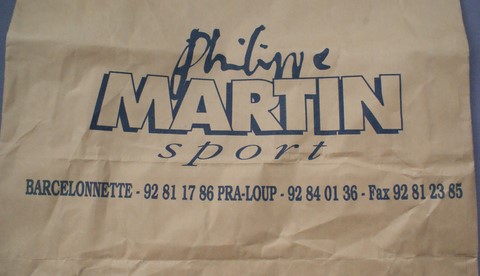 Philippe
MARTIN
sport
BARCELONNETTE - 92 81 17 86 PRA-LOUP - 92 84 01 36 - Fax 92 81 23 85